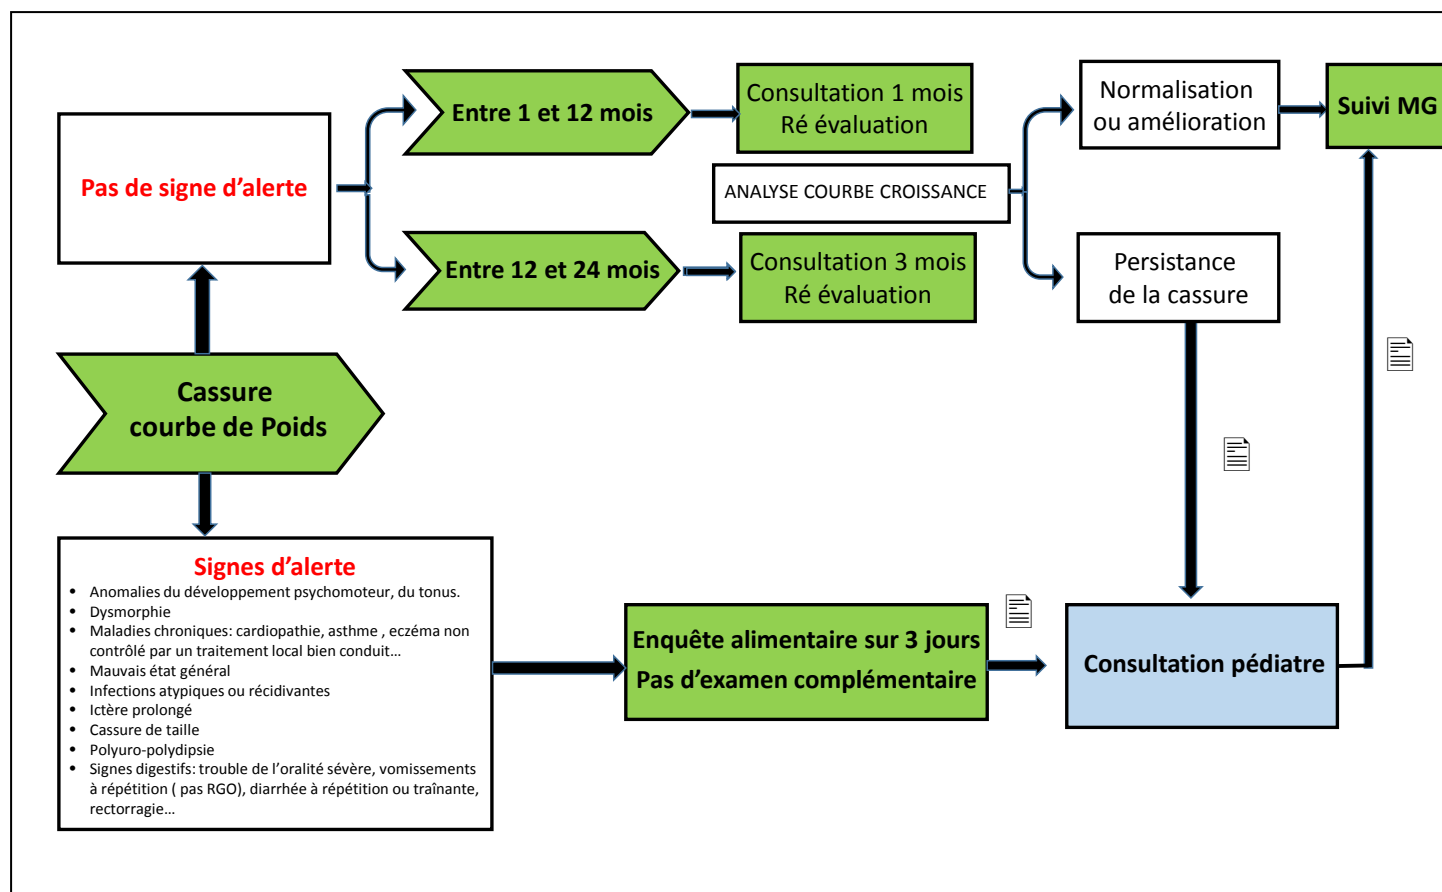 Pas de signe d’alerte
Entre 1 et 12 mois
Consultation 1 mois
Ré évaluation
Entre 12 et 24 mois
Consultation 3 mois
Ré évaluation
ANALYSE COURBE CROISSANCE
Normalisation
ou amélioration
Suivi MG
Persistance
de la cassure
Cassure
courbe de Poids
Signes d’alerte
• Anomalies du développement psychomoteur, du tonus.
• Dysmorphie
• Maladies chroniques: cardiopathie, asthme , eczéma non
contrôlé par un traitement local bien conduit…
• Mauvais état général
• Infections atypiques ou récidivantes
• Ictère prolongé
• Cassure de taille
• Polyuro-polydipsie
• Signes digestifs: trouble de l’oralité sévère, vomissements
à répétition ( pas RGO), diarrhée à répétition ou traînante,
rectorragie…
Enquête alimentaire sur 3 jours
Pas d’examen complémentaire
Consultation pédiatre